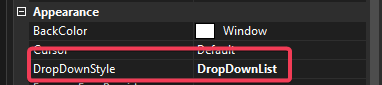 Appearance
BackColor Window
Cursor Default
DropDownStyle DropDownList